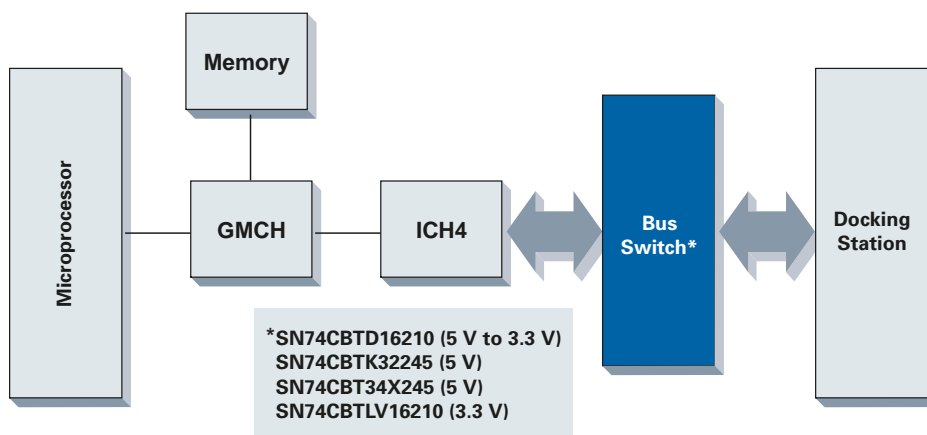 Memory
Microprocessor
GMCH
ICH4
Bus
Switch*
Docking
Station
*SN74CBTD16210 (5 V to 3.3 V)
SN74CBTK32245 (5 V)
SN74CBT34X245 (5 V)
SN74CBTLV16210 (3.3 V)